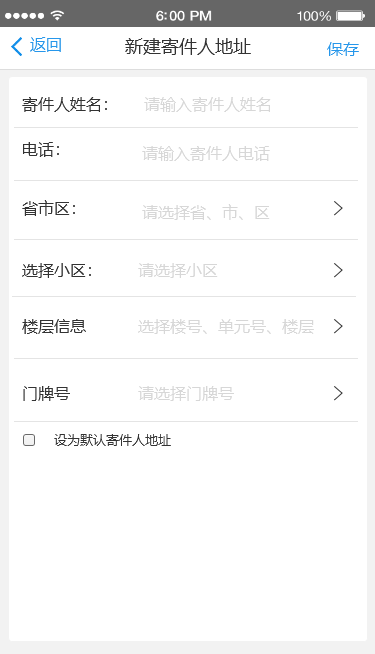 6:00 PM 100%
返回 新建寄件人地址 保存
寄件人姓名： 请输入寄件人姓名
电话： 请输入寄件人电话
省市区： 请选择省、市、区
选择小区： 请选择小区
楼层信息 选择楼号、单元号、楼层
门牌号 请选择门牌号
设为默认寄件人地址